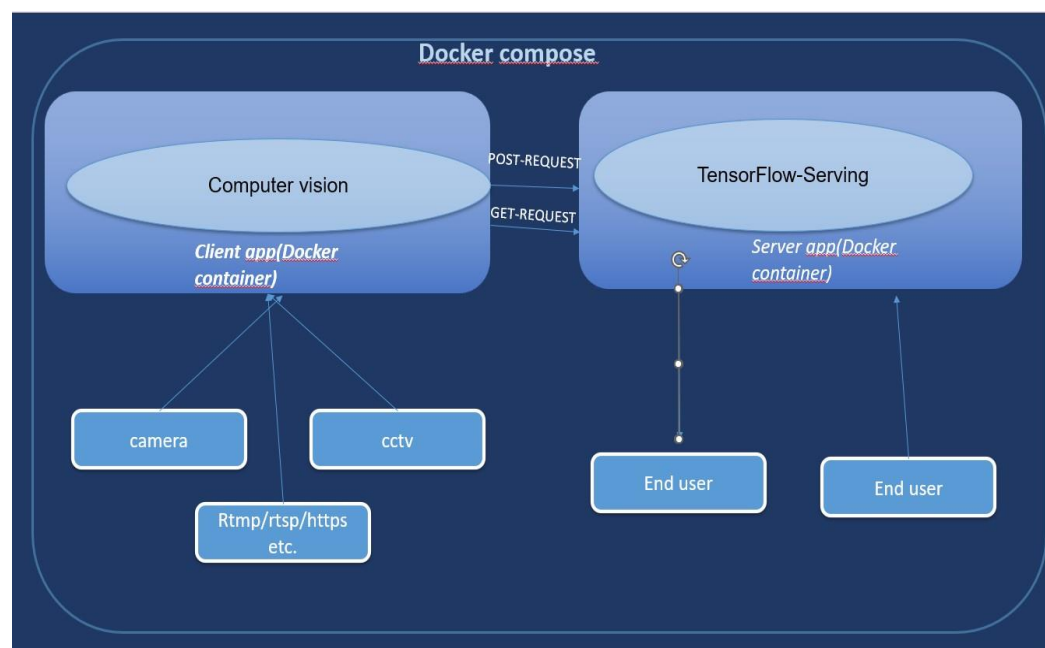 Docker compose
Computer vision
Client app(Docker
container)
POST-REQUEST
GET-REQUEST
TensorFlow-Serving
Server app(Docker
container)
camera
cctv
Rtmp/rtsp/https
etc.
End user
End user